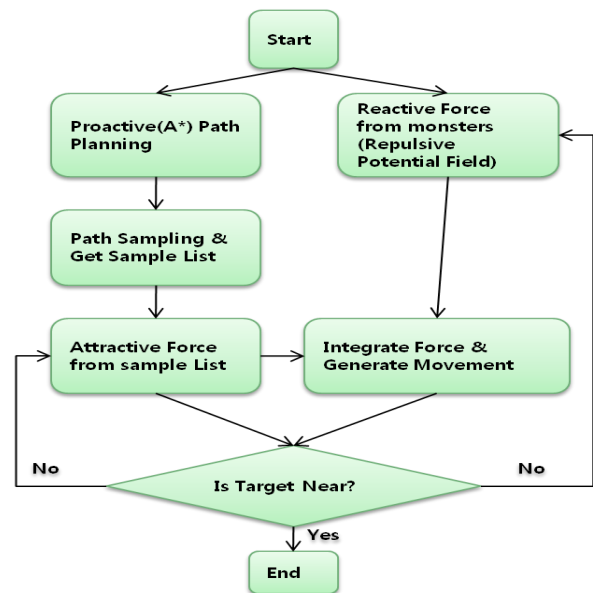 Start
Proactive(A*) Path
Planning
Reactive Force
from monsters
(Repulsive
Potential Field)
Path Sampling &
Get Sample List
Attractive Force
from sample List
Integrate Force &
Generate Movement
No
Is Target Near?
No
Yes
End